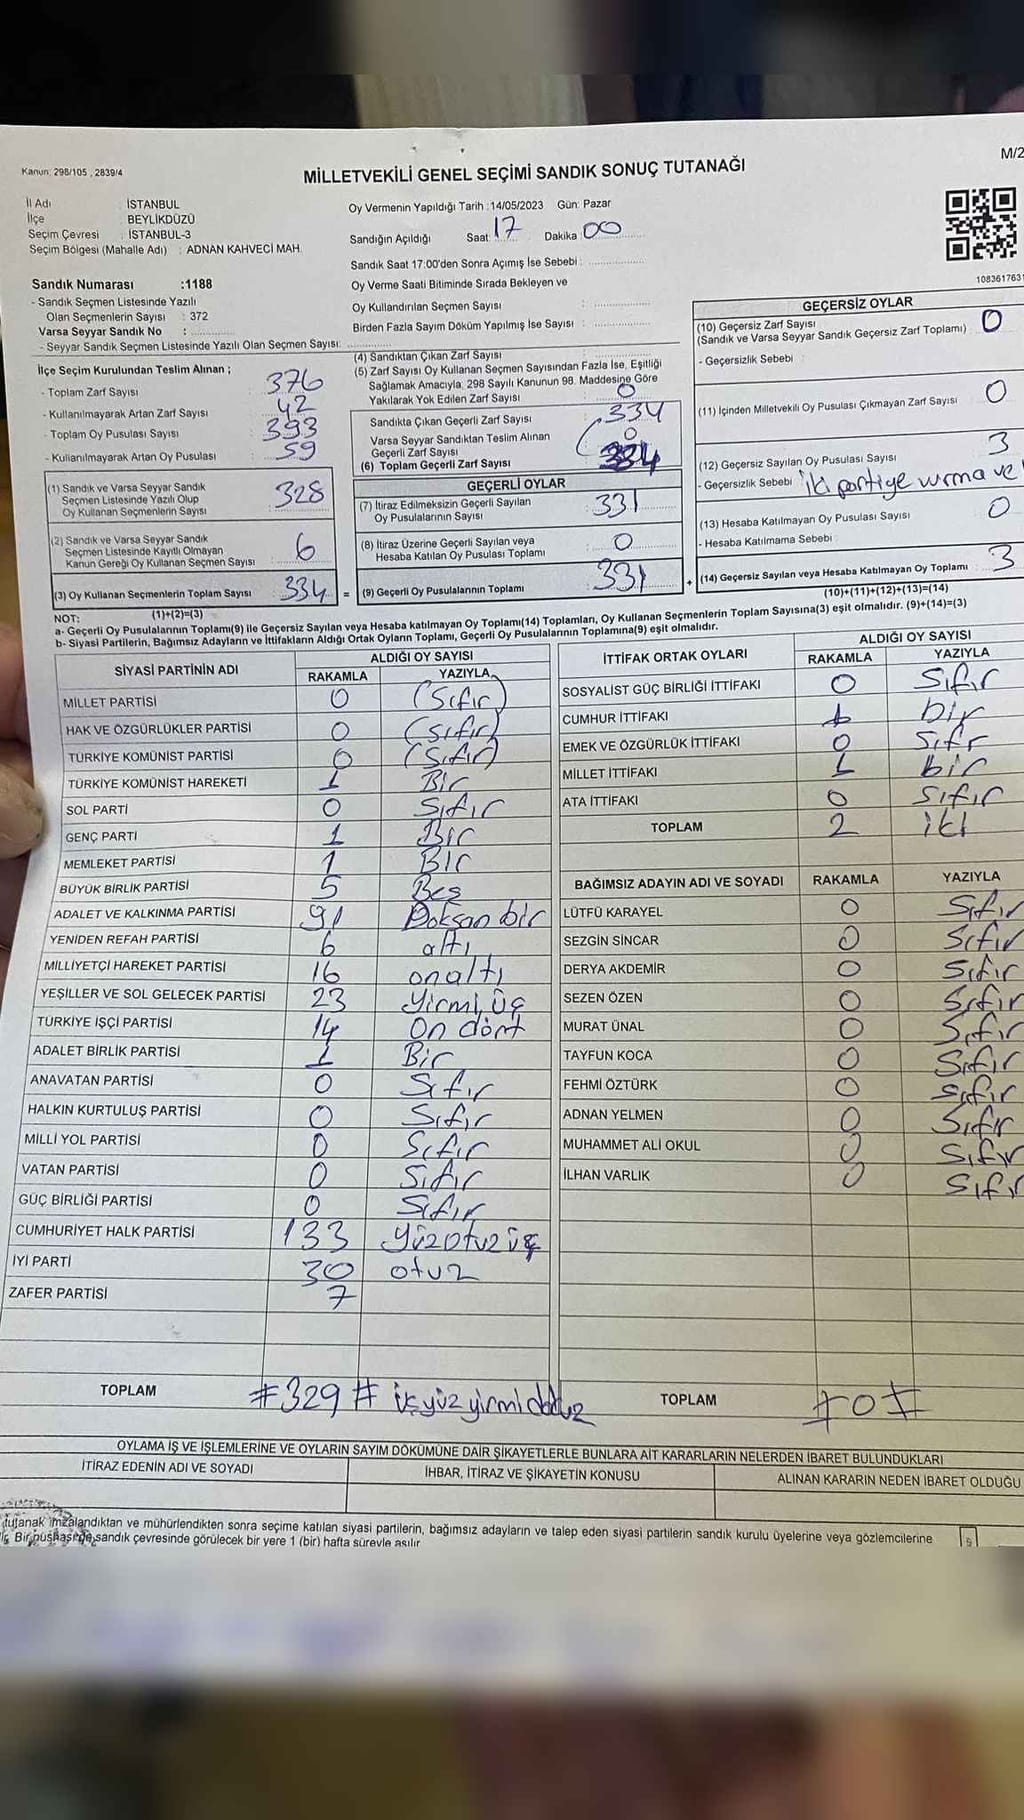 Kanun: 298/105 , 2839/4
M/2
MİLLETVEKİLİ GENEL SEÇİMİ SANDIK SONUÇ TUTANAĞI
İl Adı : İSTANBUL
İlçe : BEYLİKDÜZÜ
Seçim Çevresi : İSTANBUL-3
Seçim Bölgesi (Mahalle Adı) : ADNAN KAHVECİ MAH.
Oy Vermenin Yapıldığı Tarih :14/05/2023 Gün: Pazar
Sandığın Açıldığı Saat: 17 Dakika: 00
Sandık Saat 17:00'den Sonra Açımış İse Sebebi :
Oy Verme Saati Bitiminde Sırada Bekleyen ve
Oy Kullandırılan Seçmen Sayısı :
Birden Fazla Sayım Döküm Yapılmış İse Sayısı :
Sandık Numarası :1188
- Sandık Seçmen Listesinde Yazılı
Olan Seçmenlerin Sayısı : 372
Varsa Seyyar Sandık No :
- Seyyar Sandık Seçmen Listesinde Yazılı Olan Seçmen Sayısı:
İlçe Seçim Kurulundan Teslim Alınan ;
- Toplam Zarf Sayısı : 376
- Kullanılmayarak Artan Zarf Sayısı : 42
- Toplam Oy Pusulası Sayısı : 393
- Kullanılmayarak Artan Oy Pusulası : 59
(1) Sandık ve Varsa Seyyar Sandık
Seçmen Listesinde Yazılı Olup
Oy Kullanan Seçmenlerin Sayısı : 328
(2) Sandık ve Varsa Seyyar Sandık
Seçmen Listesinde Kayıtlı Olmayan
Kanun Gereği Oy Kullanan Seçmen Sayısı : 6
(3) Oy Kullanan Seçmenlerin Toplam Sayısı : 334 =
(1)+(2)=(3)
(4) Sandıktan Çıkan Zarf Sayısı :
(5) Zarf Sayısı Oy Kullanan Seçmen Sayısından Fazla İse, Eşitliği
Sağlamak Amacıyla, 298 Sayılı Kanunun 98. Maddesine Göre
Yakılarak Yok Edilen Zarf Sayısı : 0
Sandıkta Çıkan Geçerli Zarf Sayısı : 334
Varsa Seyyar Sandıktan Teslim Alınan
Geçerli Zarf Sayısı : 0
(6) Toplam Geçerli Zarf Sayısı : 334
GEÇERLİ OYLAR
(7) İtiraz Edilmeksizin Geçerli Sayılan
Oy Pusulalarının Sayısı : 331
(8) İtiraz Üzerine Geçerli Sayılan veya
Hesaba Katılan Oy Pusulası Toplamı : 0
(9) Geçerli Oy Pusulalarının Toplamı : 331 +
1083617631
GEÇERSİZ OYLAR
(10) Geçersiz Zarf Sayısı : 0
(Sandık ve Varsa Seyyar Sandık Geçersiz Zarf Toplamı)
- Geçersizlik Sebebi :
(11) İçinden Milletvekili Oy Pusulası Çıkmayan Zarf Sayısı : 0
(12) Geçersiz Sayılan Oy Pusulası Sayısı : 3
- Geçersizlik Sebebi : iki partiye vurma ve
(13) Hesaba Katılmayan Oy Pusulası Sayısı : 0
- Hesaba Katılmama Sebebi :
(14) Geçersiz Sayılan veya Hesaba Katılmayan Oy Toplamı : 3
(10)+(11)+(12)+(13)=(14)
NOT:
a- Geçerli Oy Pusulalarının Toplamı(9) ile Geçersiz Sayılan veya Hesaba katılmayan Oy Toplamı(14) Toplamları, Oy Kullanan Seçmenlerin Toplam Sayısına(3) eşit olmalıdır. (9)+(14)=(3)
b- Siyasi Partilerin, Bağımsız Adayların ve İttifakların Aldığı Ortak Oyların Toplamı, Geçerli Oy Pusulalarının Toplamına(9) eşit olmalıdır.
SİYASİ PARTİNİN ADI ALDIĞI OY SAYISI
RAKAMLA YAZIYLA
MİLLET PARTİSİ 0 (Sıfır)
HAK VE ÖZGÜRLÜKLER PARTİSİ 0 (sıfır)
TÜRKİYE KOMÜNİST PARTİSİ 0 (Sıfır)
TÜRKİYE KOMÜNİST HAREKETİ 1 Bir
SOL PARTİ 0 Sıfır
GENÇ PARTİ 1 Bir
MEMLEKET PARTİSİ 1 Bir
BÜYÜK BİRLİK PARTİSİ 5 Beş
ADALET VE KALKINMA PARTİSİ 91 Doksan bir
YENİDEN REFAH PARTİSİ 6 altı
MİLLİYETÇİ HAREKET PARTİSİ 16 onaltı
YEŞİLLER VE SOL GELECEK PARTİSİ 23 Yirmi üç
TÜRKİYE İŞÇİ PARTİSİ 14 On dört
ADALET BİRLİK PARTİSİ 1 Bir
ANAVATAN PARTİSİ 0 Sıfır
HALKIN KURTULUŞ PARTİSİ 0 Sıfır
MİLLİ YOL PARTİSİ 0 Sıfır
VATAN PARTİSİ 0 Sıfır
GÜÇ BİRLİĞİ PARTİSİ 0 Sıfır
CUMHURİYET HALK PARTİSİ 133 Yüzotuz üç
İYİ PARTİ 30 otuz
ZAFER PARTİSİ 7
TOPLAM #329# üçyüz yirmi dokuz
İTTİFAK ORTAK OYLARI ALDIĞI OY SAYISI
RAKAMLA YAZIYLA
SOSYALİST GÜÇ BİRLİĞİ İTTİFAKI 0 Sıfır
CUMHUR İTTİFAKI 1 bir
EMEK VE ÖZGÜRLÜK İTTİFAKI 0 Sıfr
MİLLET İTTİFAKI 1 bir
ATA İTTİFAKI 0 Sıfır
TOPLAM 2 iki
BAĞIMSIZ ADAYIN ADI VE SOYADI RAKAMLA YAZIYLA
LÜTFÜ KARAYEL 0 Sıfır
SEZGİN SİNCAR 0 Sıfır
DERYA AKDEMİR 0 Sıfır
SEZEN ÖZEN 0 Sıfır
MURAT ÜNAL 0 Sıfır
TAYFUN KOCA 0 Sıfır
FEHMİ ÖZTÜRK 0 Sıfır
ADNAN YELMEN 0 Sıfır
MUHAMMET ALİ OKUL 0 Sıfır
İLHAN VARLIK 0 Sıfır
TOPLAM #0#
OYLAMA İŞ VE İŞLEMLERİNE VE OYLARIN SAYIM DÖKÜMÜNE DAİR ŞİKAYETLERLE BUNLARA AİT KARARLARIN NELERDEN İBARET BULUNDUKLARI
İTİRAZ EDENİN ADI VE SOYADI İHBAR, İTİRAZ VE ŞİKAYETİN KONUSU ALINAN KARARIN NEDEN İBARET OLDUĞU
tutanak imzalandıktan ve mühürlendikten sonra seçime katılan siyasi partilerin, bağımsız adayların ve talep eden siyasi partilerin sandık kurulu üyelerine veya gözlemcilerine
Bir nüshası da sandık çevresinde görülecek bir yere 1 (bir) hafta süreyle asılır